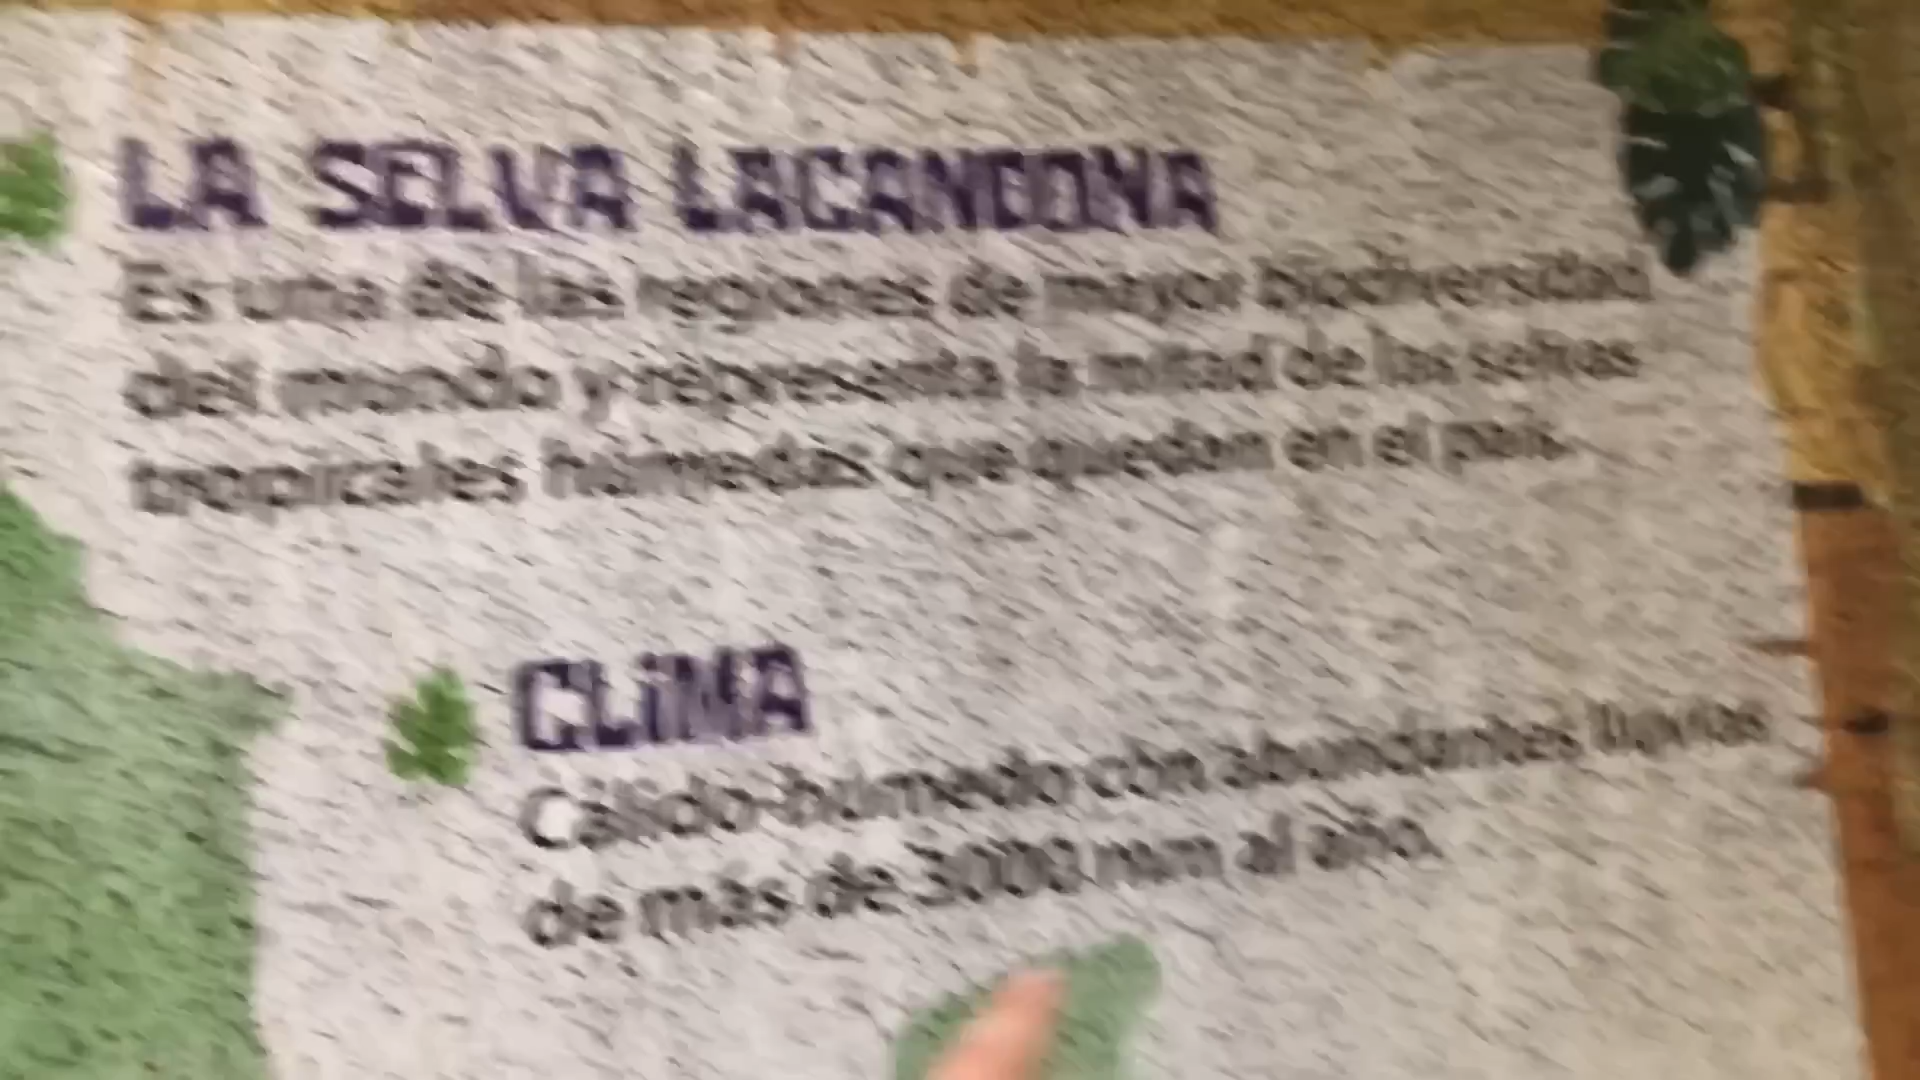 LA SELVA LACANDONA
Es una de las regiones de mayor biodiversidad
del mundo y representa la mitad de las selvas
tropicales húmedas que quedan en el país.
CLiMA
Cálido-húmedo con abundantes lluvias
de más de 3000 mm al año.